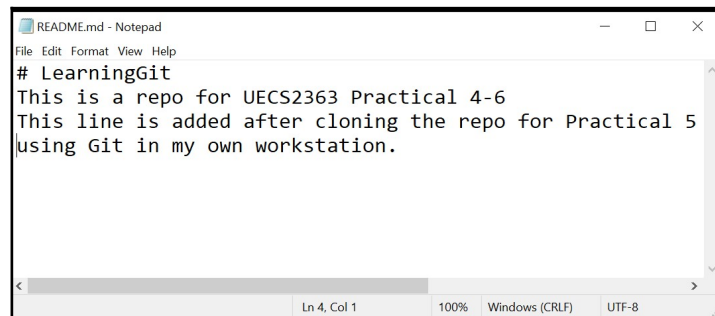 README.md - Notepad
File Edit Format View Help
# LearningGit
This is a repo for UECS2363 Practical 4-6
This line is added after cloning the repo for Practical 5
using Git in my own workstation.
Ln 4, Col 1 100% Windows (CRLF) UTF-8